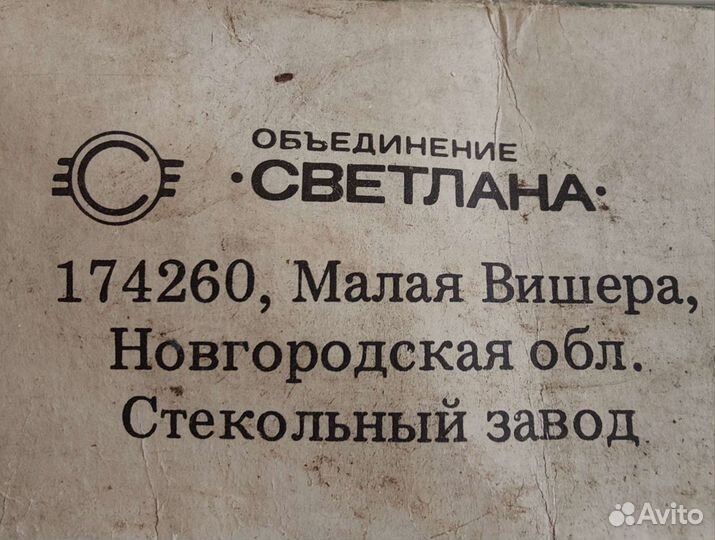 ОБЪЕДИНЕНИЕ
·СВЕТЛАНА·
174260, Малая Вишера,
Новгородская обл.
Стекольный завод
Avito